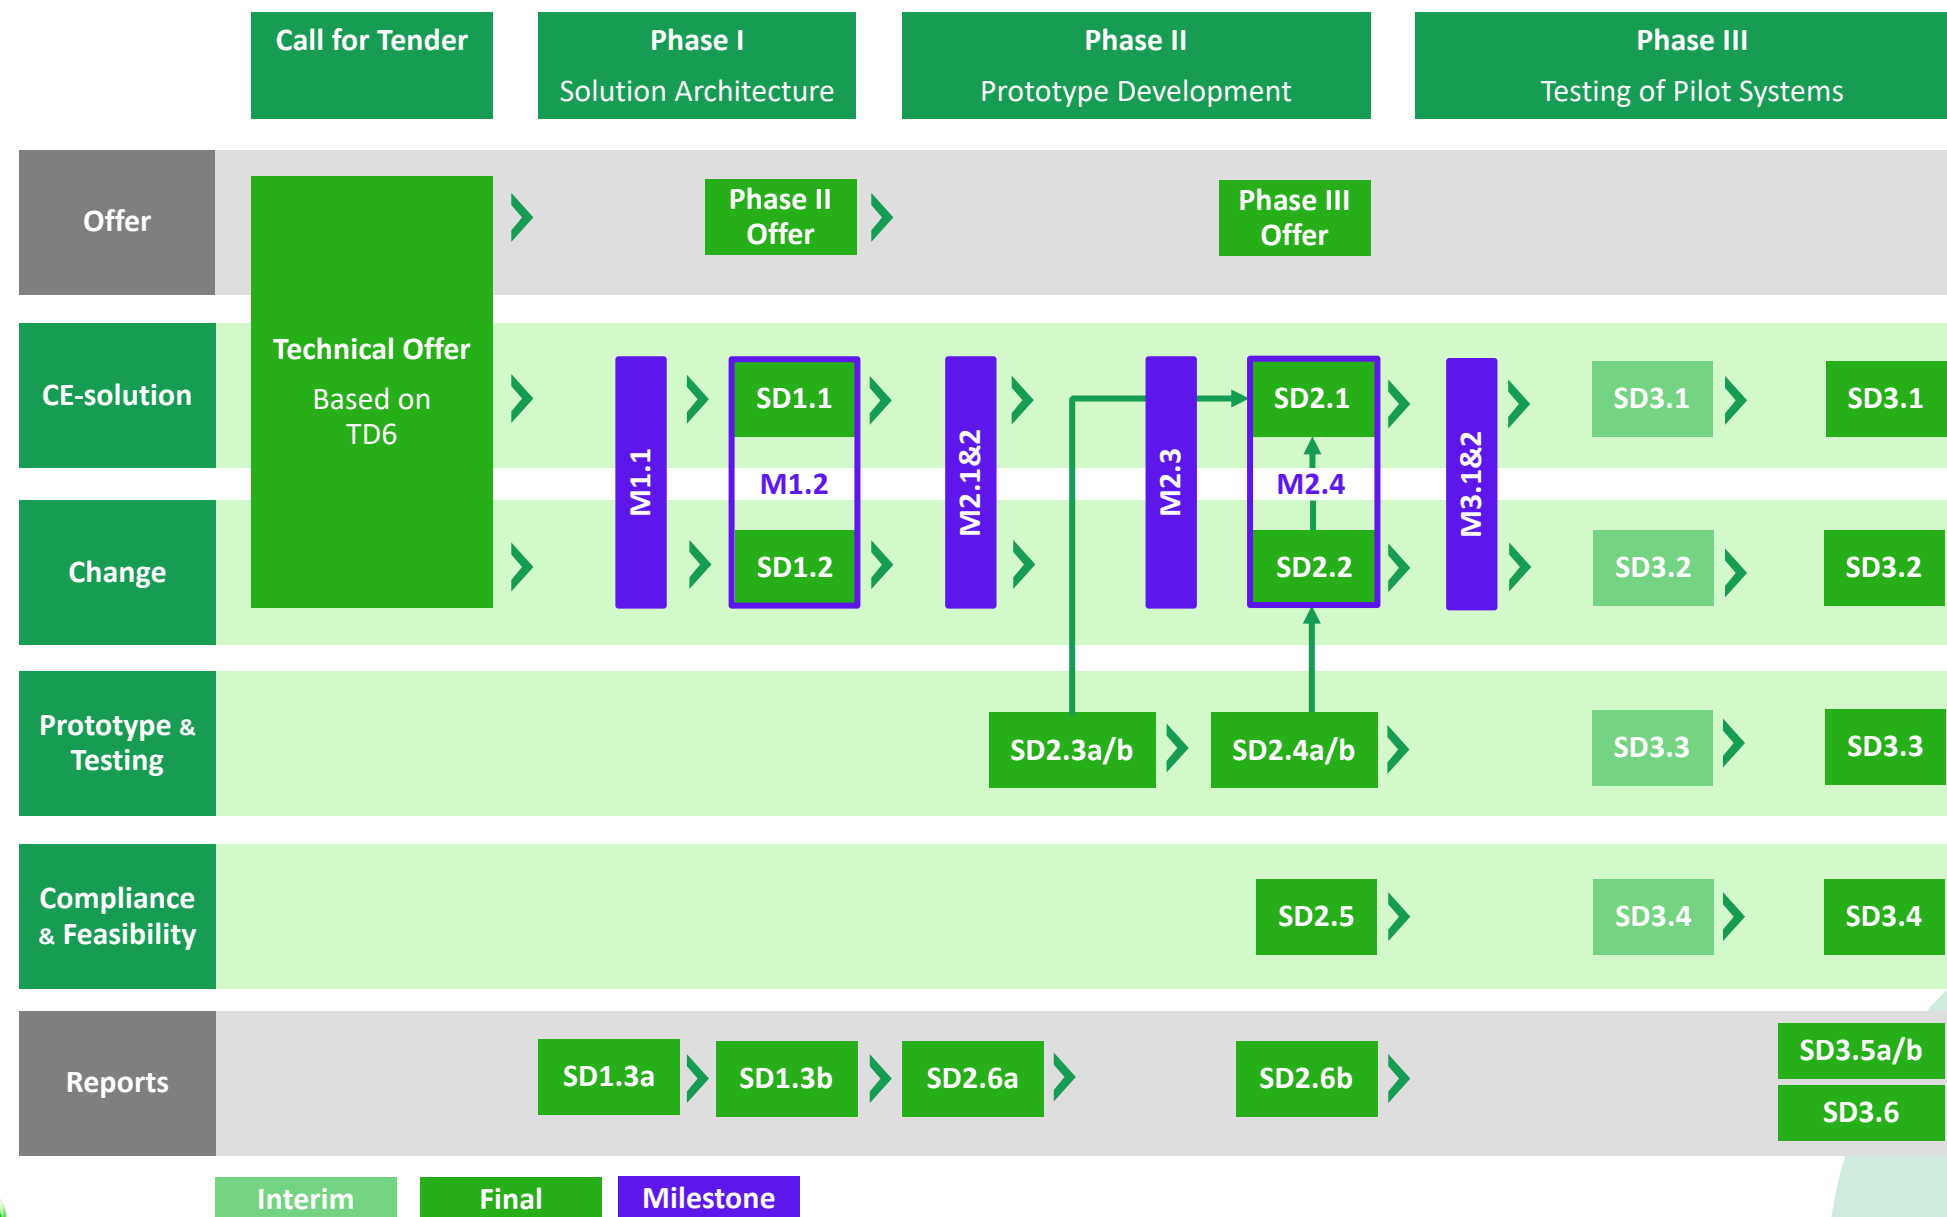 Call for Tender
Phase I
Solution Architecture
Phase II
Prototype Development
Phase III
Testing of Pilot Systems
Offer
Phase II
Offer
Phase III
Offer
Technical Offer
Based on
TD6
CE-solution
M1.1
SD1.1
M1.2
SD1.2
M2.1&2
M2.3
SD2.1
M2.4
SD2.2
M3.1&2
SD3.1
SD3.1
Change
SD3.2
SD3.2
Prototype &
Testing
SD2.3a/b
SD2.4a/b
SD3.3
SD3.3
Compliance
& Feasibility
SD2.5
SD3.4
SD3.4
Reports
SD1.3a
SD1.3b
SD2.6a
SD2.6b
SD3.5a/b
SD3.6
Interim
Final
Milestone